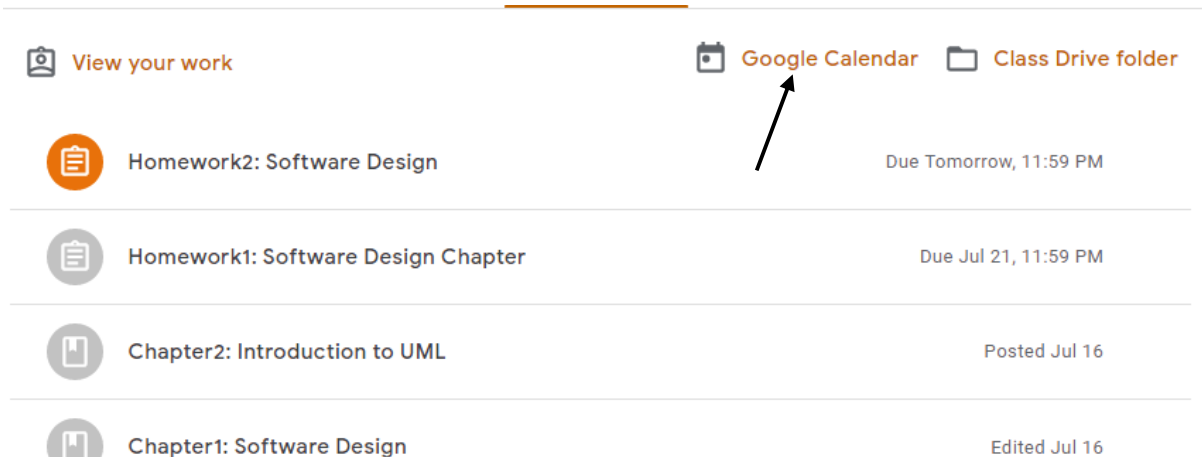 View your work
Google Calendar
Class Drive folder
Homework2: Software Design
Due Tomorrow, 11:59 PM
Homework1: Software Design Chapter
Due Jul 21, 11:59 PM
Chapter2: Introduction to UML
Posted Jul 16
Chapter1: Software Design
Edited Jul 16